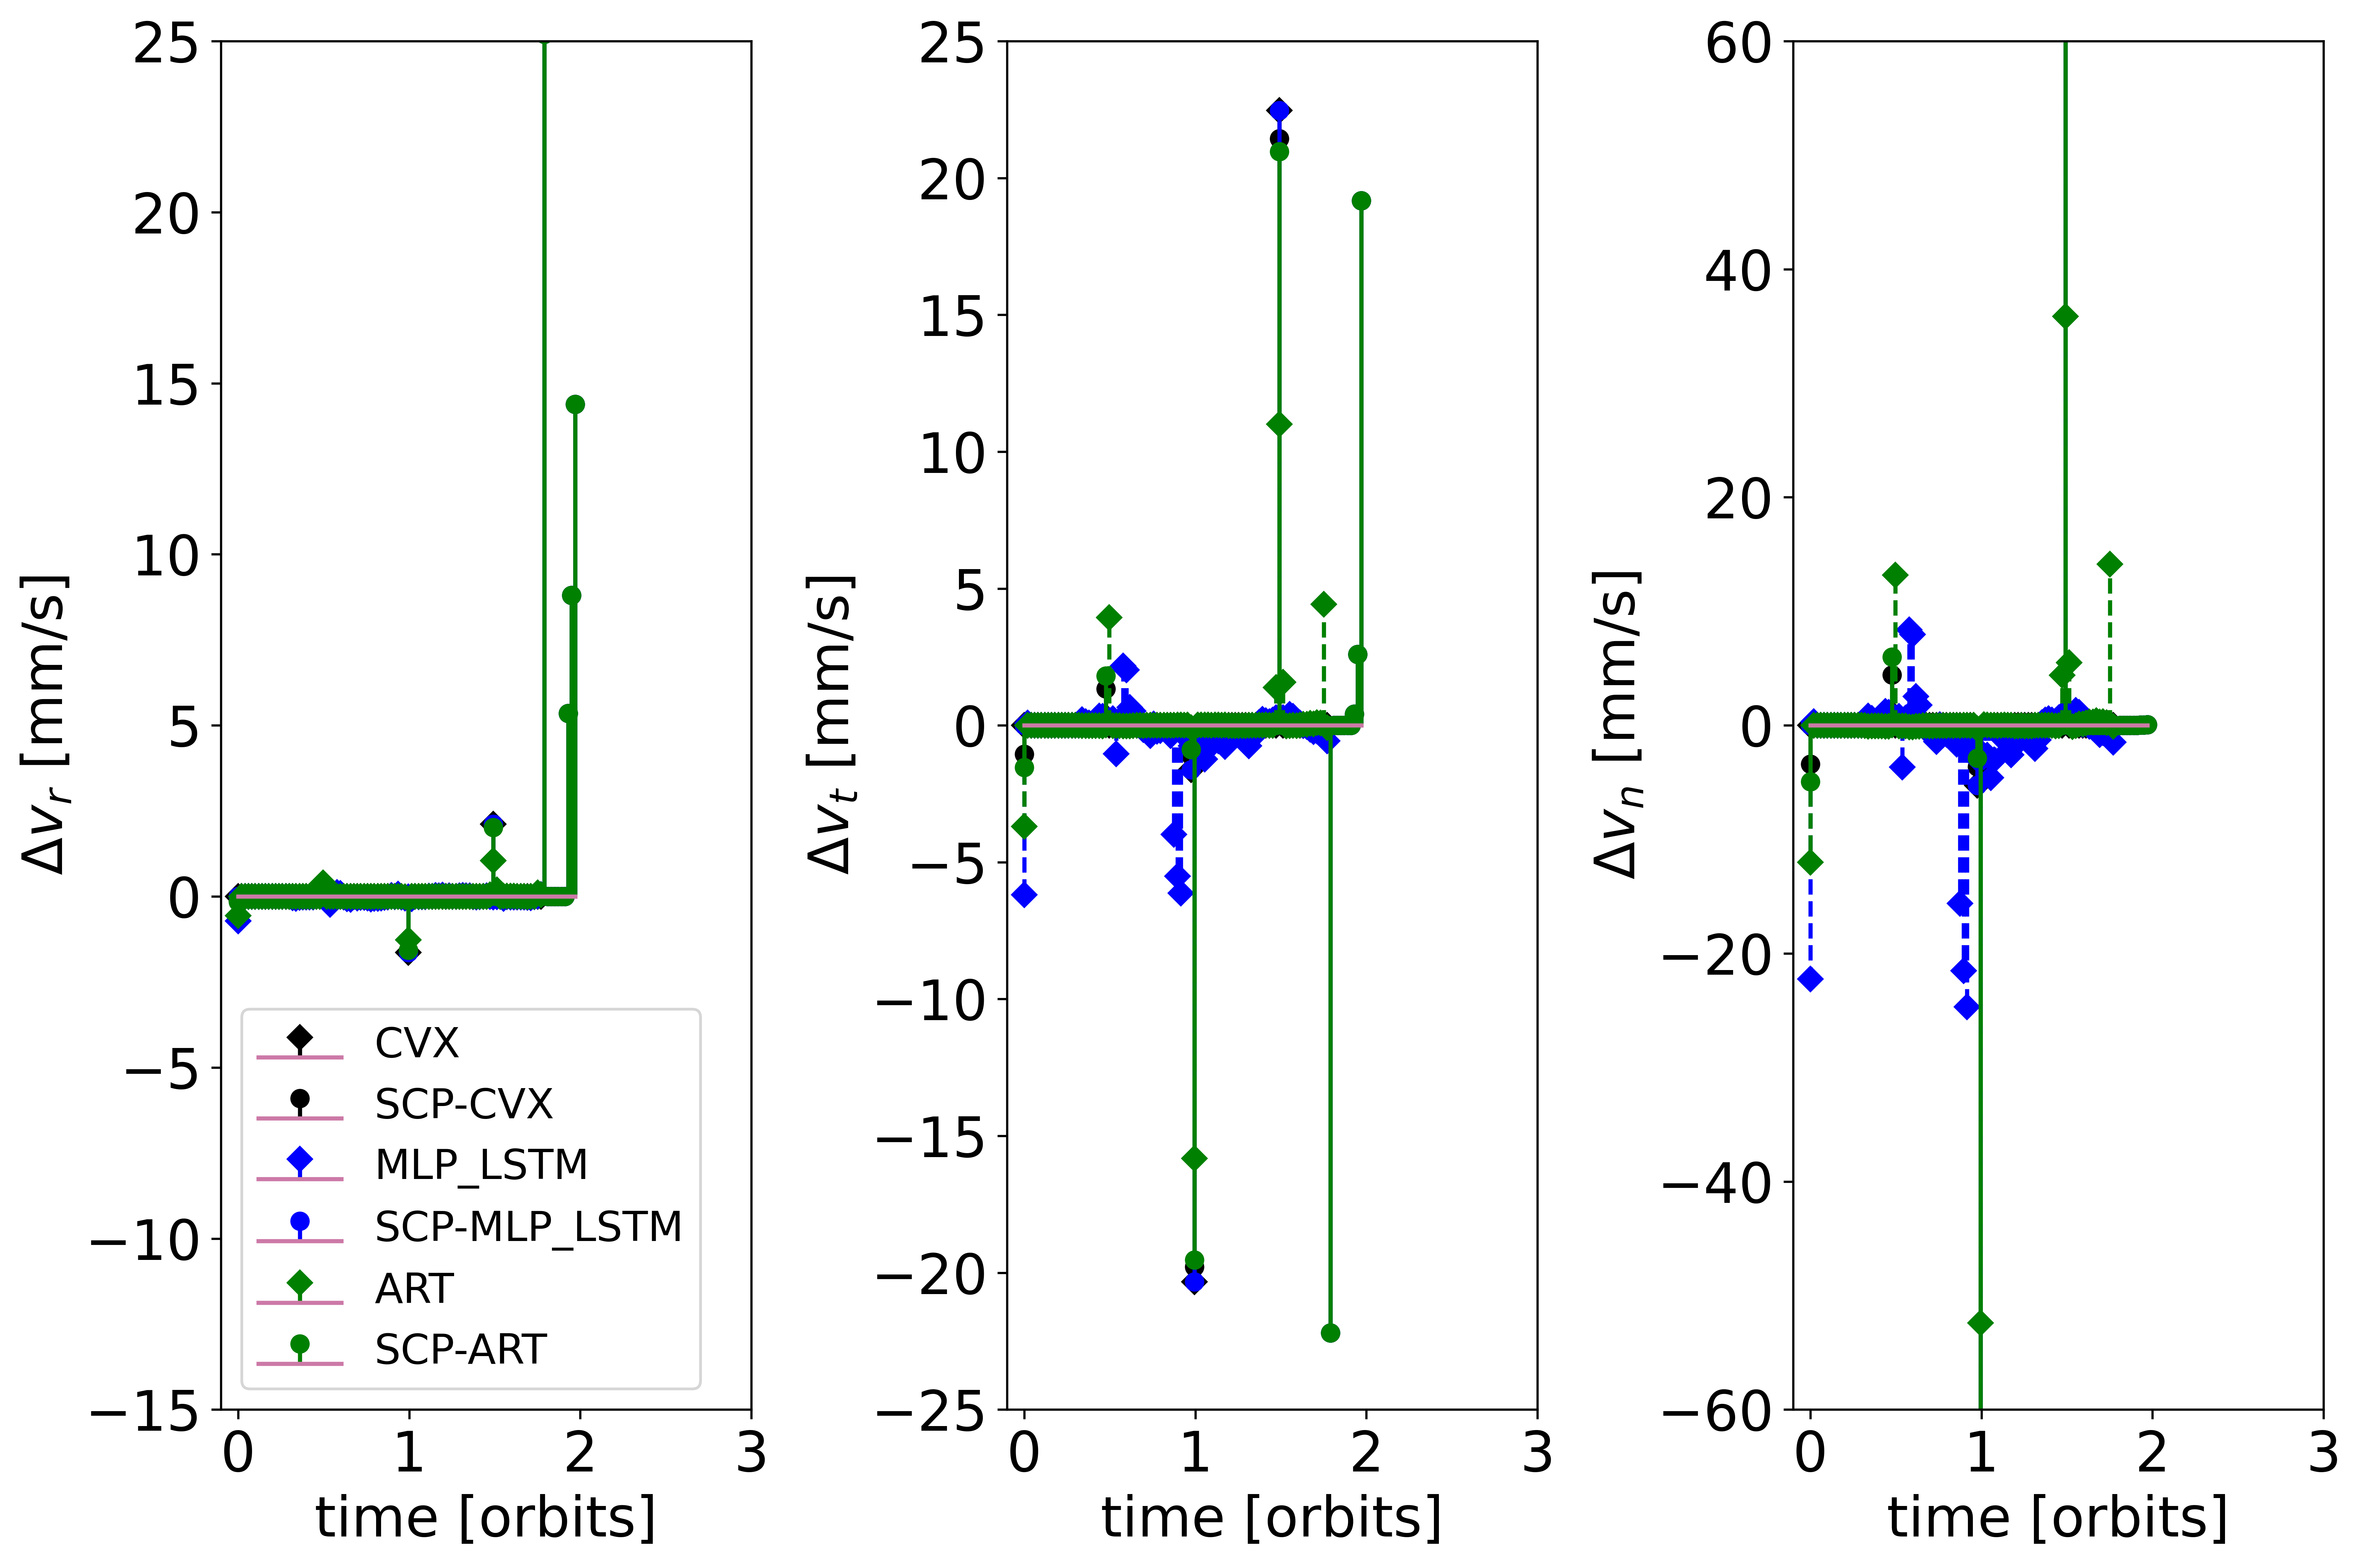 25
20
15
10
5
0
−5
−10
−15
Δv_r [mm/s]
0 1 2 3
time [orbits]
CVX
SCP-CVX
MLP_LSTM
SCP-MLP_LSTM
ART
SCP-ART
25
20
15
10
5
0
−5
−10
−15
−20
−25
Δv_t [mm/s]
0 1 2 3
time [orbits]
60
40
20
0
−20
−40
−60
Δv_n [mm/s]
0 1 2 3
time [orbits]